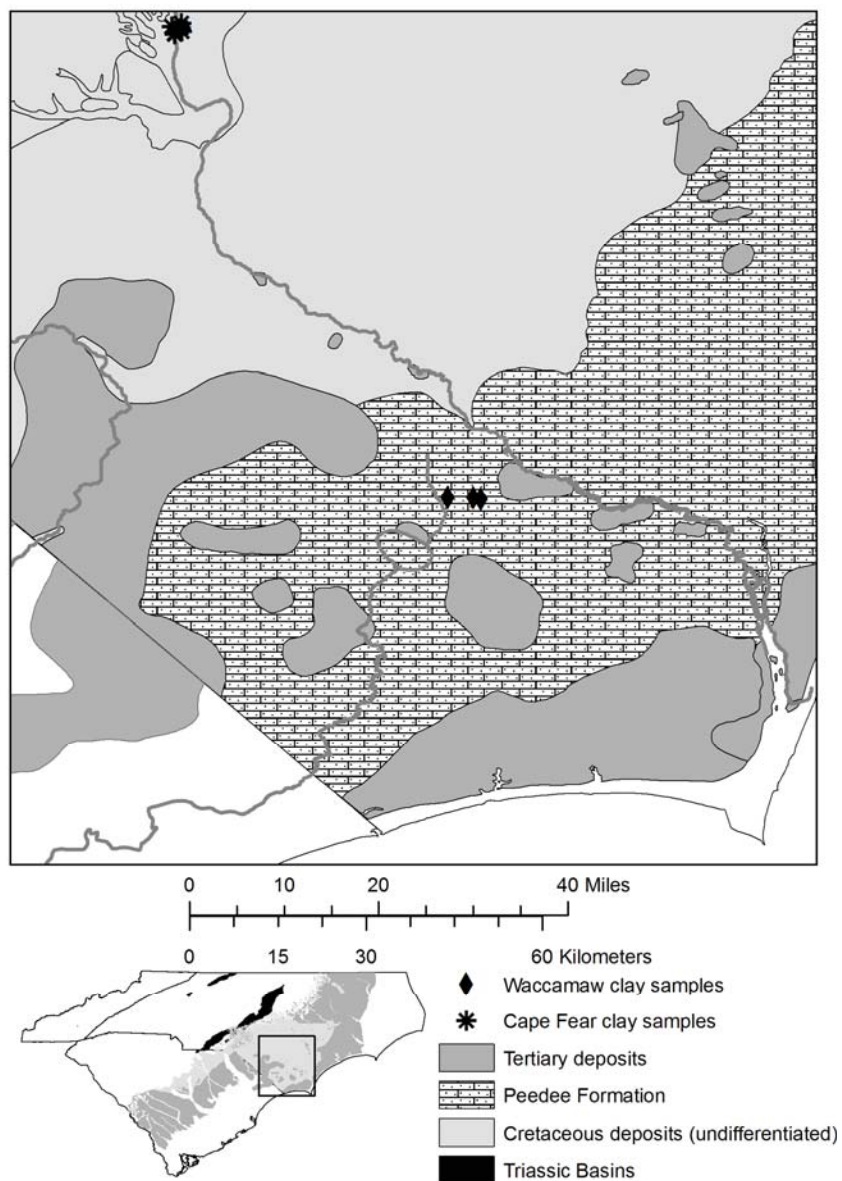 0 10 20 40 Miles
0 15 30 60 Kilometers
Waccamaw clay samples
Cape Fear clay samples
Tertiary deposits
Peedee Formation
Cretaceous deposits (undifferentiated)
Triassic Basins